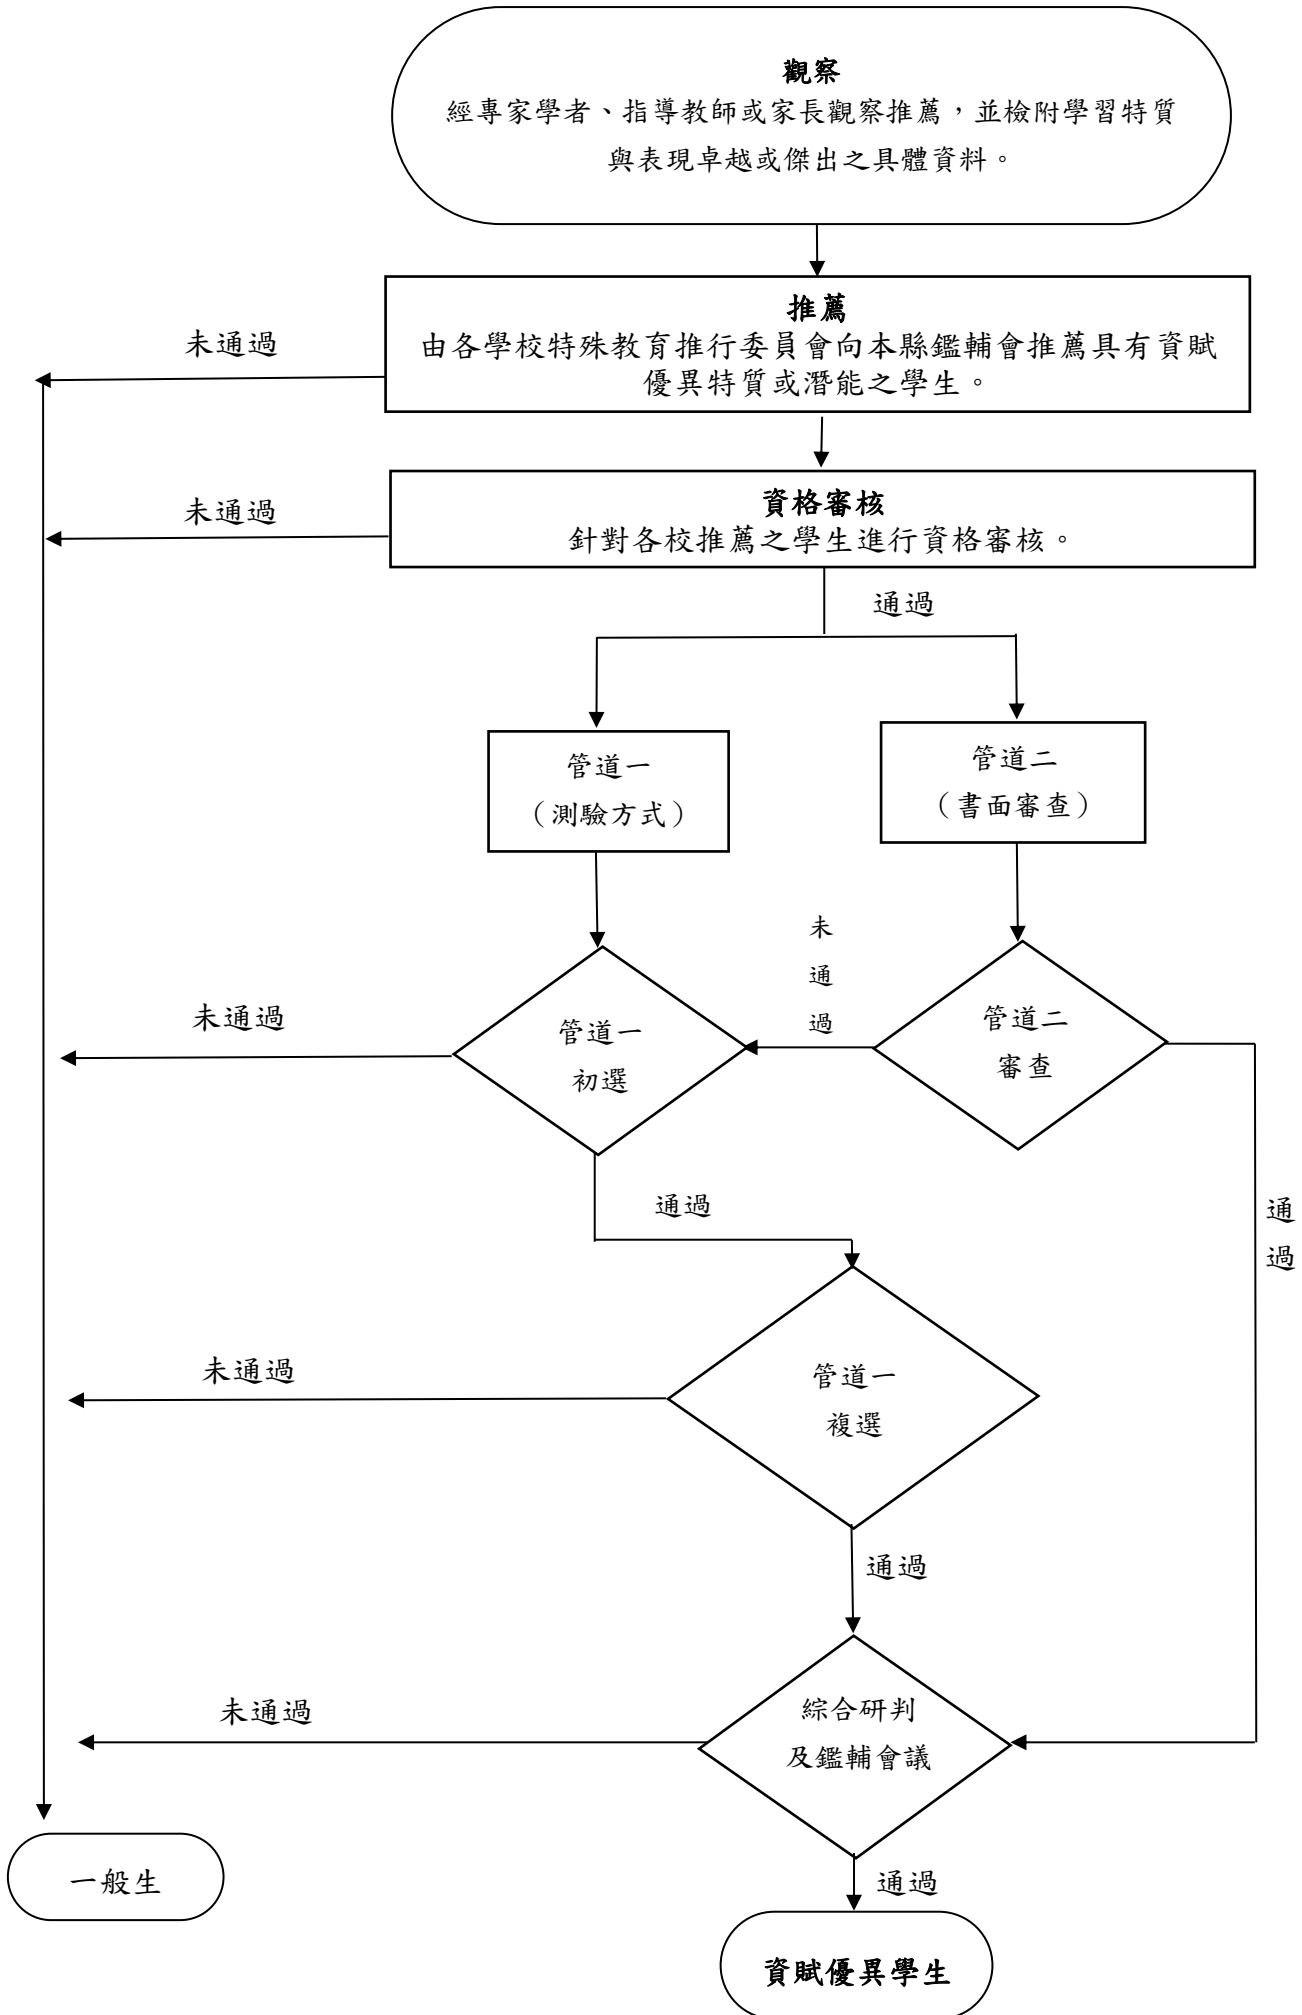 觀察
經專家學者、指導教師或家長觀察推薦，並檢附學習特質
與表現卓越或傑出之具體資料。
推薦
由各學校特殊教育推行委員會向本縣鑑輔會推薦具有資賦
優異特質或潛能之學生。
未通過
資格審核
針對各校推薦之學生進行資格審核。
未通過
通過
管道一
（測驗方式）
管道二
（書面審查）
未
通
過
管道一
初選
管道二
審查
未通過
通過
通
過
管道一
複選
未通過
通過
綜合研判
及鑑輔會議
未通過
一般生
通過
資賦優異學生